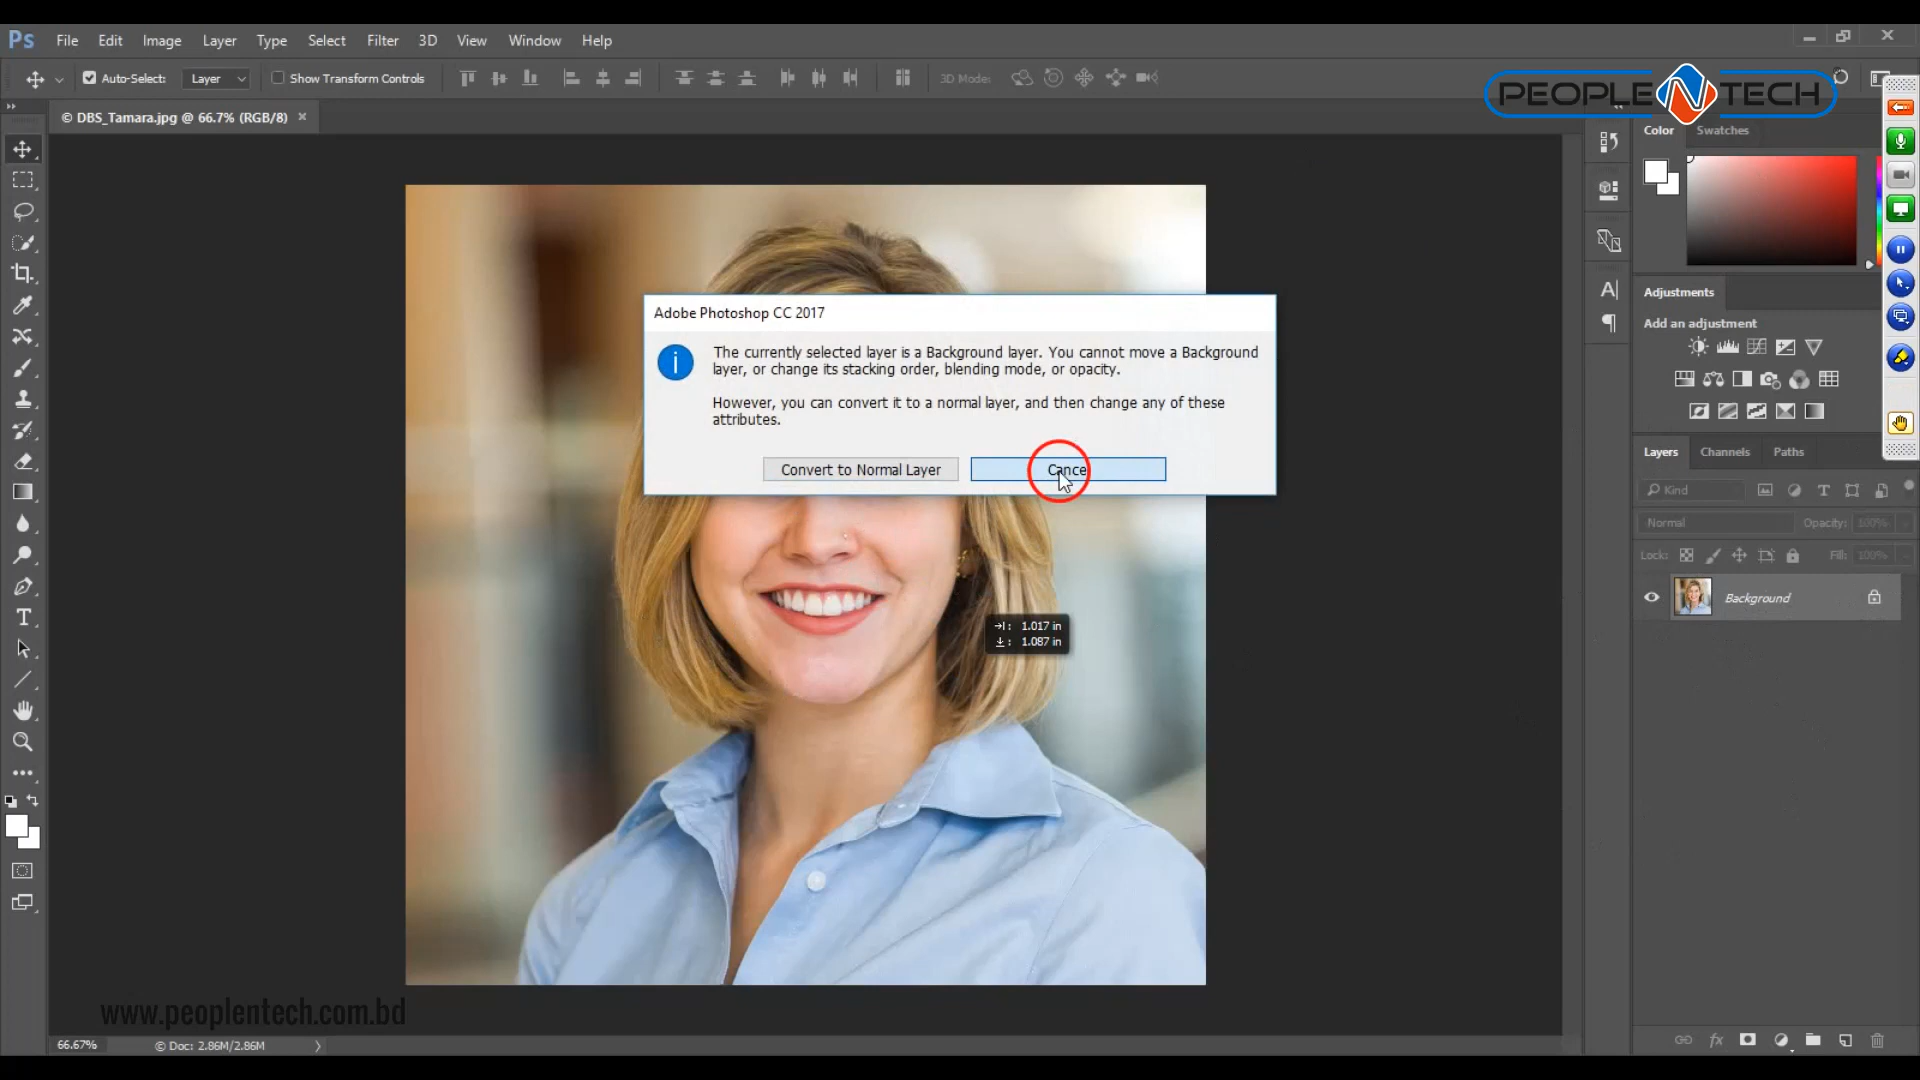 Ps File Edit Image Layer Type Select Filter 3D View Window Help
Auto-Select: Layer Show Transform Controls 3D Mode:
PEOPLE N TECH
© DBS_Tamara.jpg @ 66.7% (RGB/8) ×
Color Swatches
Adobe Photoshop CC 2017
The currently selected layer is a Background layer. You cannot move a Background
layer, or change its stacking order, blending mode, or opacity.
However, you can convert it to a normal layer, and then change any of these
attributes.
Convert to Normal Layer Cance
Adjustments
Add an adjustment
Layers Channels Paths
Kind
Normal Opacity: 100%
Lock: Fill: 100%
Background
1.017 in
1.087 in
www.peoplentech.com.bd
66.67% © Doc: 2.86M/2.86M
fx